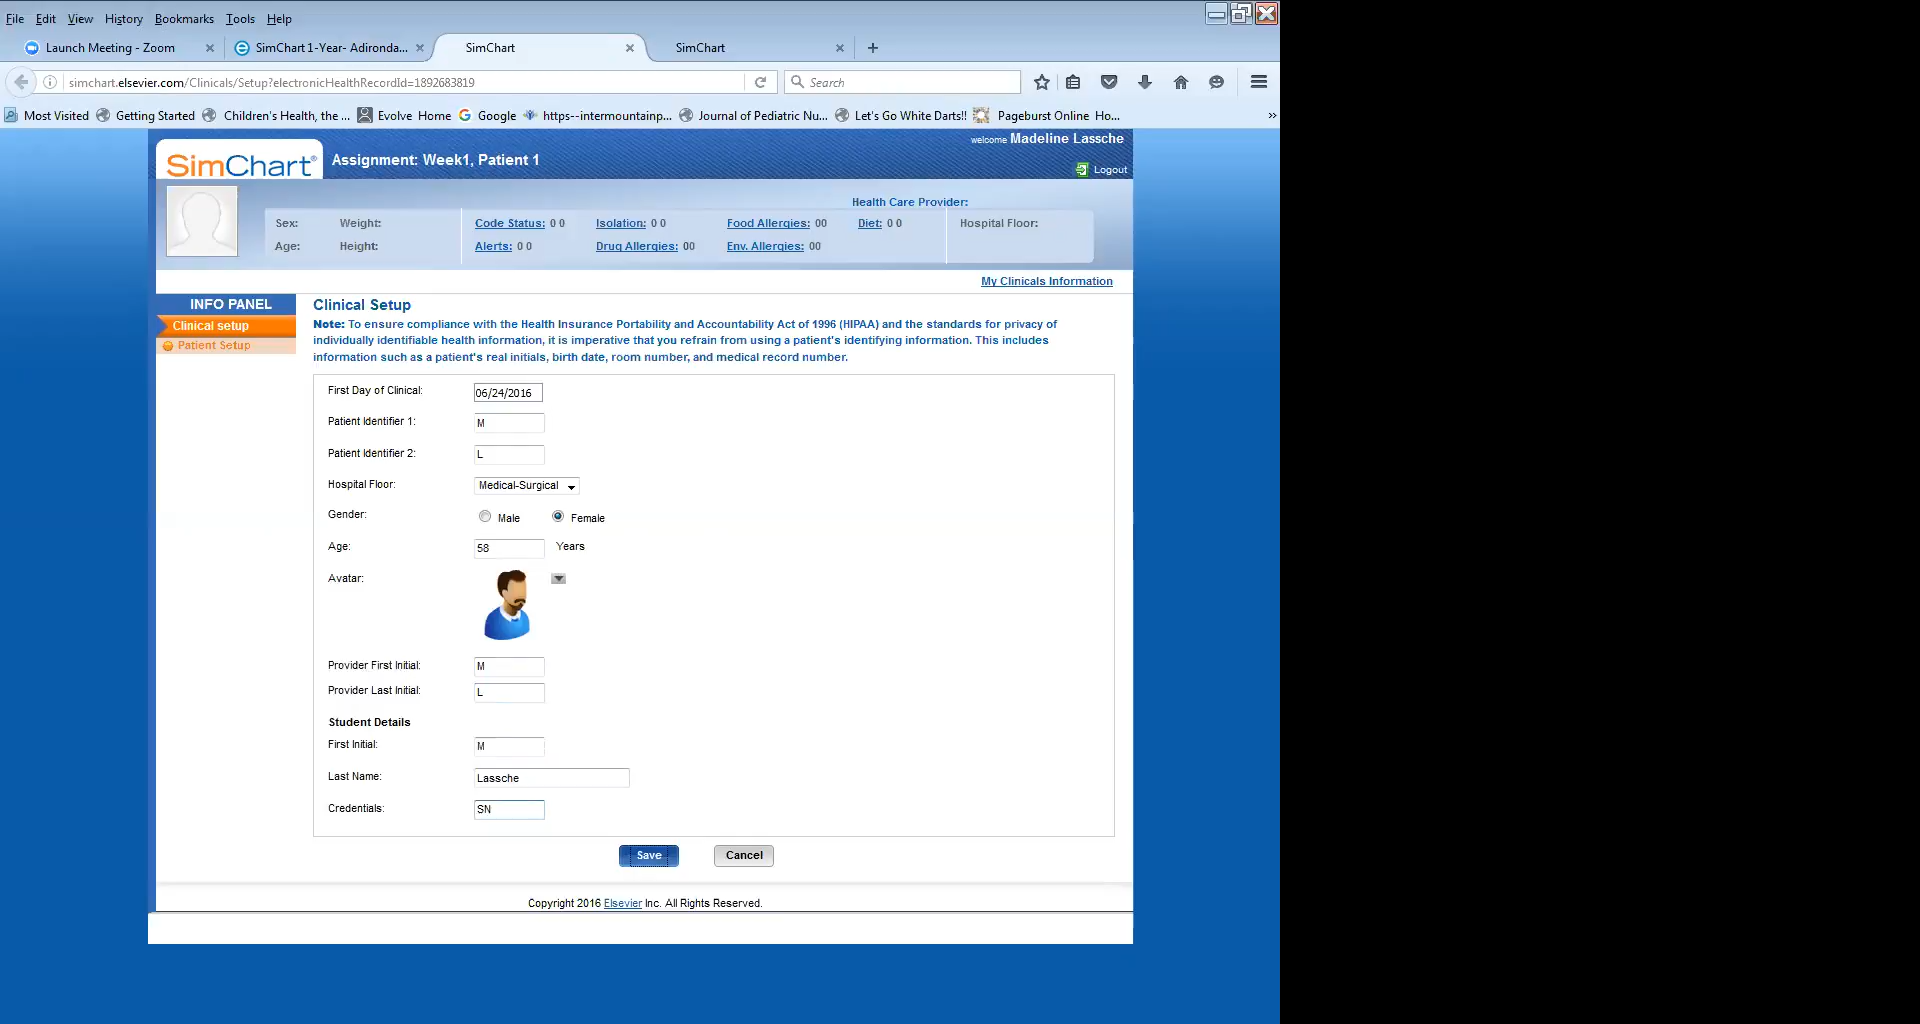 File Edit View History Bookmarks Tools Help
Launch Meeting - Zoom SimChart 1-Year- Adironda... SimChart SimChart
simchart.elsevier.com/Clinicals/Setup?electronicHealthRecordId=1892683819 Search
Most Visited Getting Started Children's Health, the ... Evolve Home Google https--intermountainp... Journal of Pediatric Nu... Let's Go White Darts!! Pageburst Online Ho... »
welcome Madeline Lassche
SimChart® Assignment: Week1, Patient 1
Logout
Health Care Provider:
Sex: Weight: Code Status: 0 0 Isolation: 0 0 Food Allergies: 00 Diet: 0 0 Hospital Floor:
Age: Height: Alerts: 0 0 Drug Allergies: 00 Env. Allergies: 00
My Clinicals Information
INFO PANEL
Clinical setup
Patient Setup
Clinical Setup
Note: To ensure compliance with the Health Insurance Portability and Accountability Act of 1996 (HIPAA) and the standards for privacy of
individually identifiable health information, it is imperative that you refrain from using a patient's identifying information. This includes
information such as a patient's real initials, birth date, room number, and medical record number.
First Day of Clinical: 06/24/2016
Patient Identifier 1: M
Patient Identifier 2: L
Hospital Floor: Medical-Surgical
Gender: Male Female
Age: 58 Years
Avatar:
Provider First Initial: M
Provider Last Initial: L
Student Details
First Initial: M
Last Name: Lassche
Credentials: SN
Save Cancel
Copyright 2016 Elsevier Inc. All Rights Reserved.